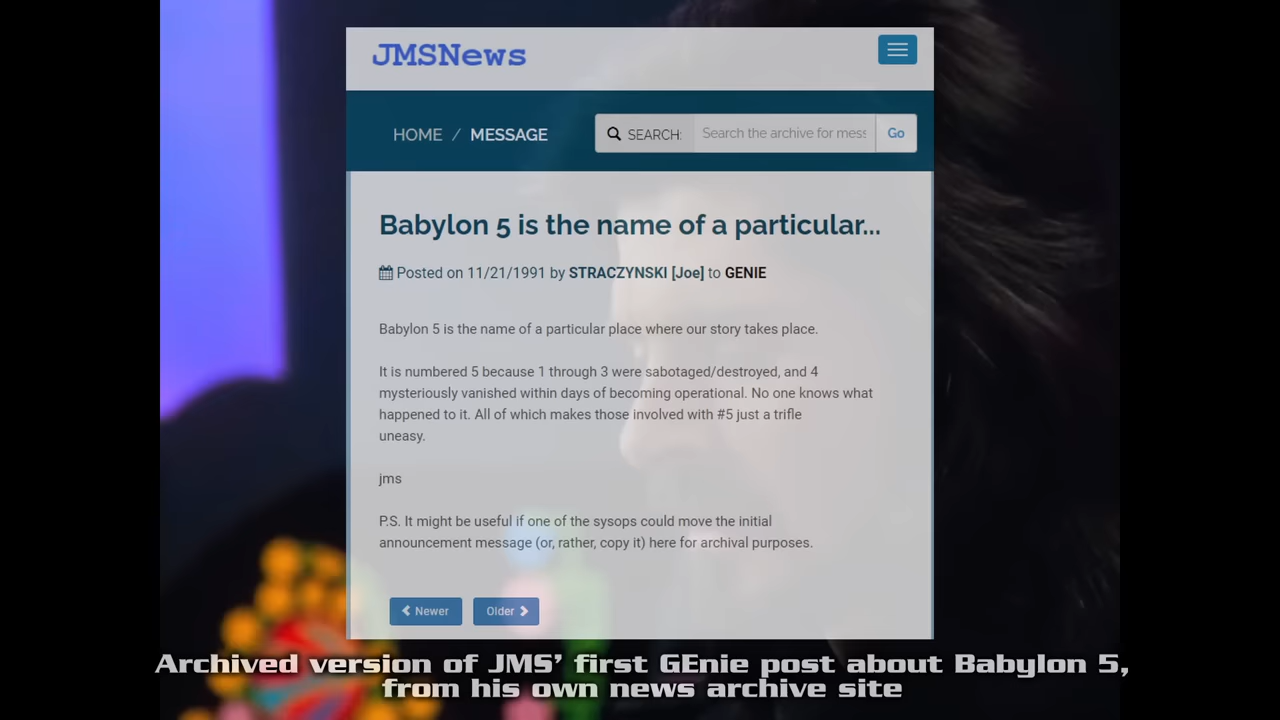 JMSNews
HOME / MESSAGE
SEARCH: Search the archive for mess Go
Babylon 5 is the name of a particular...
Posted on 11/21/1991 by STRACZYNSKI [Joe] to GENIE
Babylon 5 is the name of a particular place where our story takes place.
It is numbered 5 because 1 through 3 were sabotaged/destroyed, and 4
mysteriously vanished within days of becoming operational. No one knows what
happened to it. All of which makes those involved with #5 just a trifle
uneasy.
jms
P.S. It might be useful if one of the sysops could move the initial
announcement message (or, rather, copy it) here for archival purposes.
Newer Older
Archived version of JMS’ first GEnie post about Babylon 5,
from his own news archive site